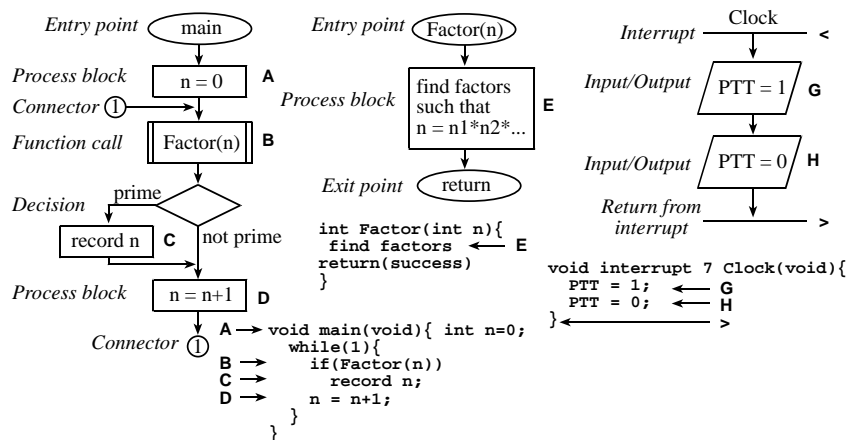 Entry point
main
Process block
n = 0
A
Connector
1
Function call
Factor(n)
B
Decision
prime
not prime
record n
C
Process block
n = n+1
D
Connector
1
Entry point
Factor(n)
Process block
find factors
such that
n = n1*n2*...
E
Exit point
return
int Factor(int n){
find factors
E
return(success)
}
A
void main(void){ int n=0;
while(1){
B
if(Factor(n))
C
record n;
D
n = n+1;
}
}
Clock
Interrupt
<
Input/Output
PTT = 1
G
Input/Output
PTT = 0
H
Return from
interrupt
>
void interrupt 7 Clock(void){
PTT = 1;
G
PTT = 0;
H
}
>